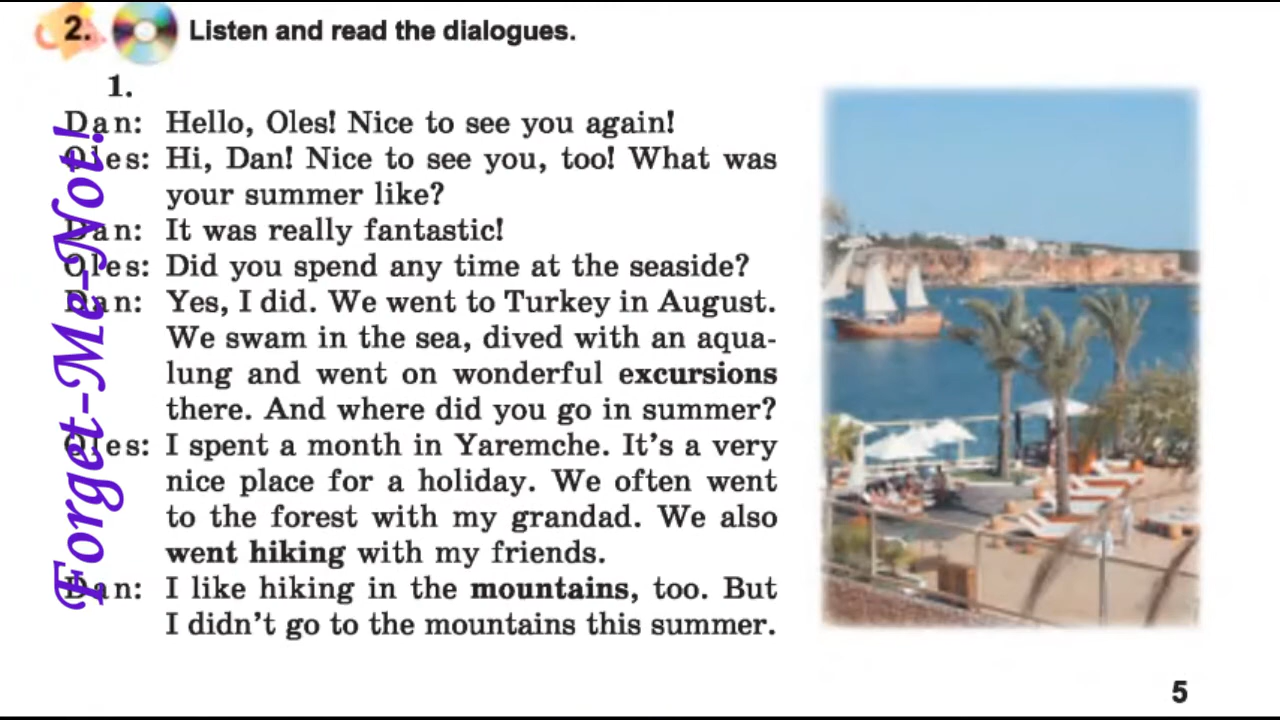 2. Listen and read the dialogues.
1.
Dan: Hello, Oles! Nice to see you again!
Oles: Hi, Dan! Nice to see you, too! What was
your summer like?
Dan: It was really fantastic!
Oles: Did you spend any time at the seaside?
Dan: Yes, I did. We went to Turkey in August.
We swam in the sea, dived with an aqua-
lung and went on wonderful excursions
there. And where did you go in summer?
Oles: I spent a month in Yaremche. It's a very
nice place for a holiday. We often went
to the forest with my grandad. We also
went hiking with my friends.
Dan: I like hiking in the mountains, too. But
I didn't go to the mountains this summer.
Forget-Me-Not!
5